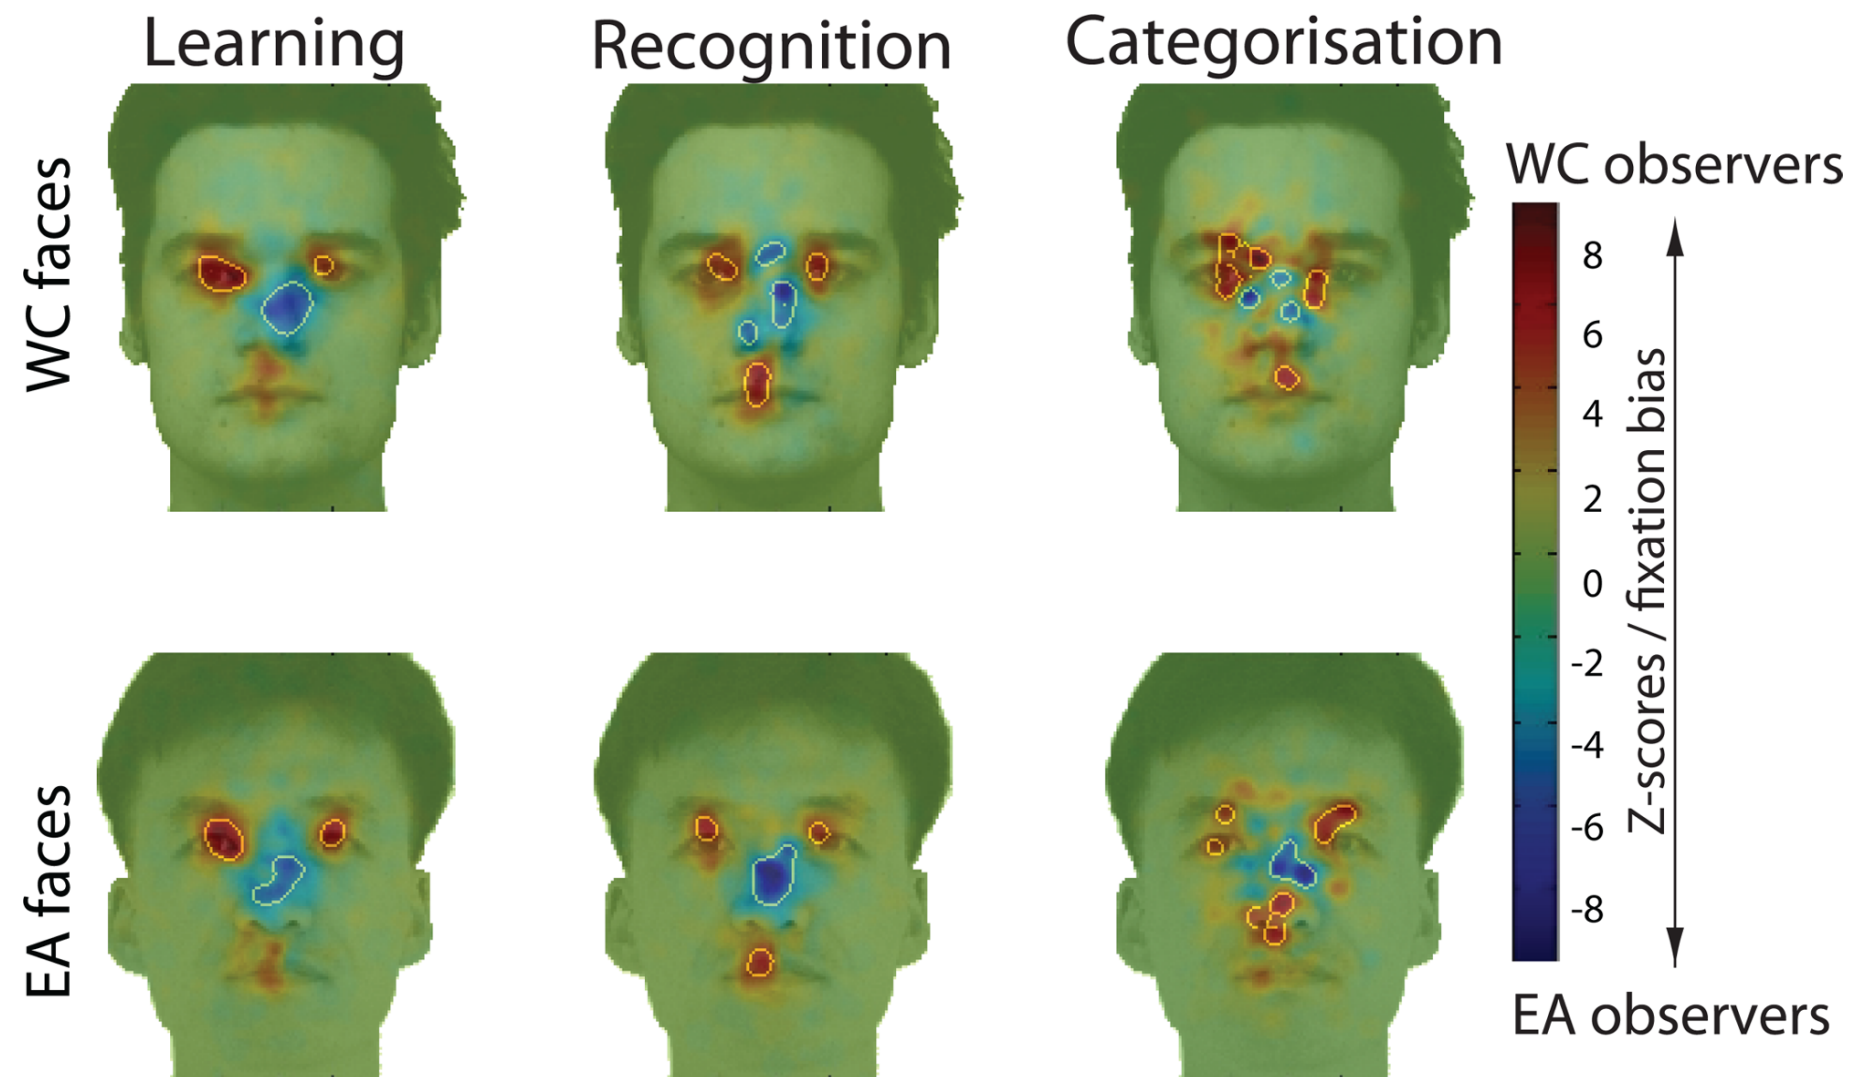 Learning
Recognition
Categorisation
WC faces
EA faces
WC observers
8
6
4
2
0
-2
-4
-6
-8
Z-scores / fixation bias
EA observers